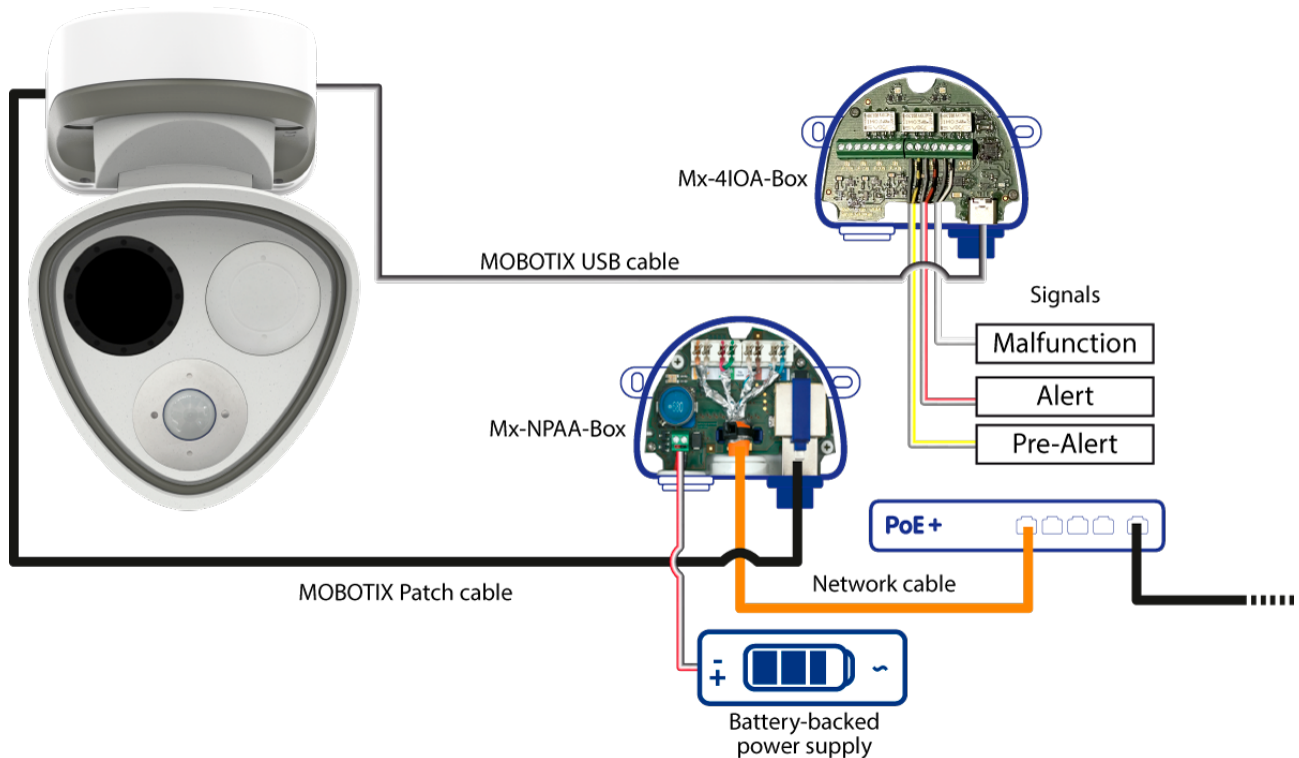 Mx-4IOA-Box
MOBOTIX USB cable
Signals
Malfunction
Alert
Pre-Alert
Mx-NPAA-Box
PoE+
MOBOTIX Patch cable
Network cable
-
+
~
Battery-backed
power supply